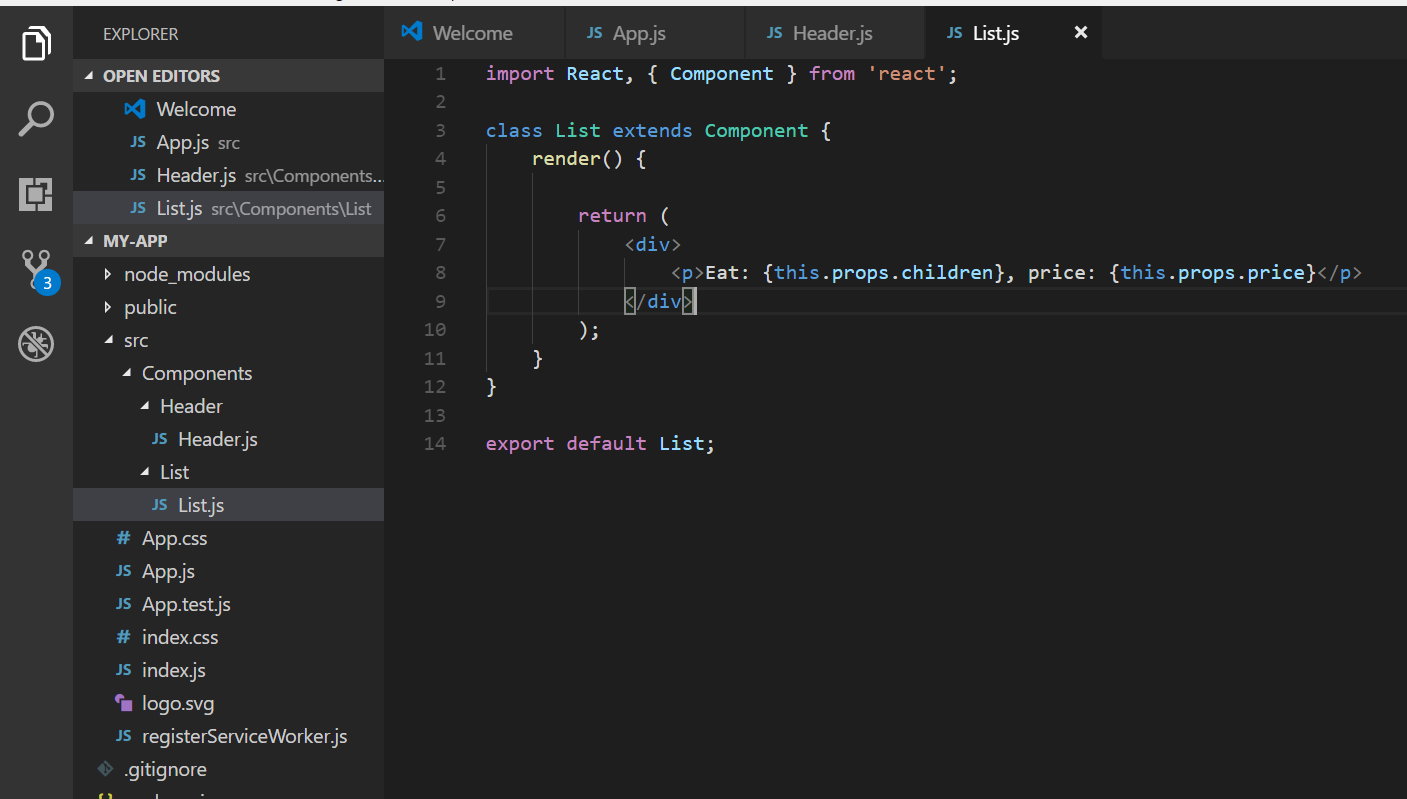 EXPLORER
OPEN EDITORS
Welcome
JS App.js src
JS Header.js src\Components...
JS List.js src\Components\List
MY-APP
node_modules
public
src
Components
Header
JS Header.js
List
JS List.js
# App.css
JS App.js
JS App.test.js
# index.css
JS index.js
logo.svg
JS registerServiceWorker.js
.gitignore
3
Welcome
JS App.js
JS Header.js
JS List.js ×
1 import React, { Component } from 'react';
2
3 class List extends Component {
4 render() {
5
6 return (
7 <div>
8 <p>Eat: {this.props.children}, price: {this.props.price}</p>
9 </div>
10 );
11 }
12 }
13
14 export default List;